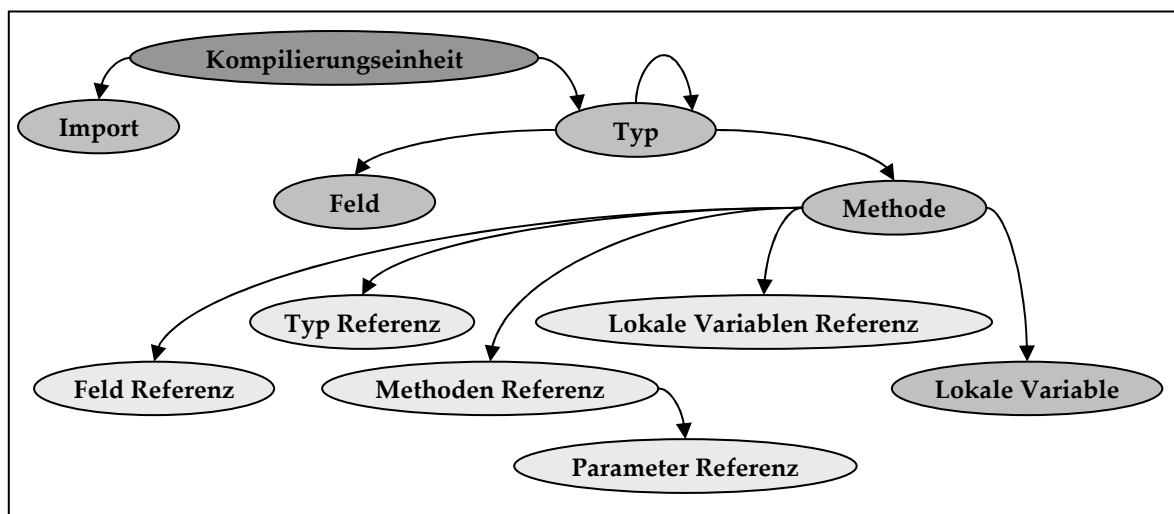 Kompilierungseinheit
Import
Typ
Feld
Methode
Typ Referenz
Lokale Variablen Referenz
Feld Referenz
Methoden Referenz
Lokale Variable
Parameter Referenz